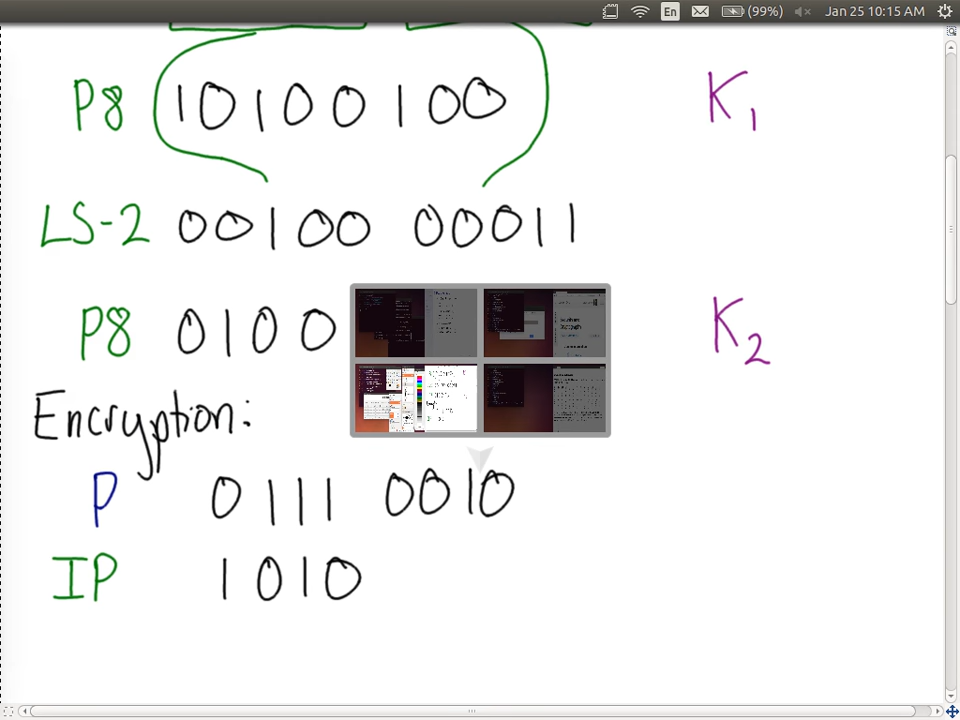 En (99%) Jan 25 10:15 AM
P8 10100100 K1
LS-2 00100 00011
P8 0100 K2
Encryption:
P 0111 0010
IP 1010